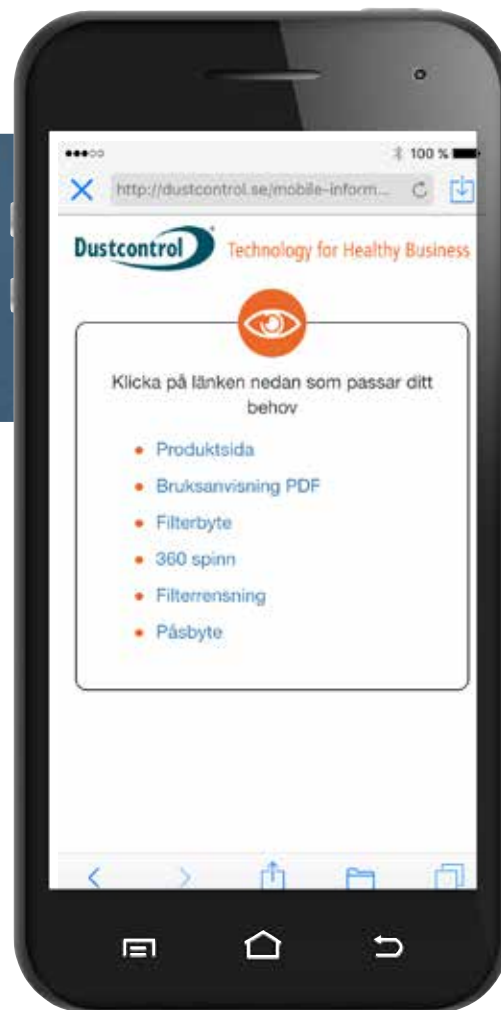 100 %
http://dustcontrol.se/mobile-inform...
Dustcontrol®
Technology for Healthy Business
Klicka på länken nedan som passar ditt
behov
• Produktsida
• Bruksanvisning PDF
• Filterbyte
• 360 spinn
• Filterrensning
• Påsbyte